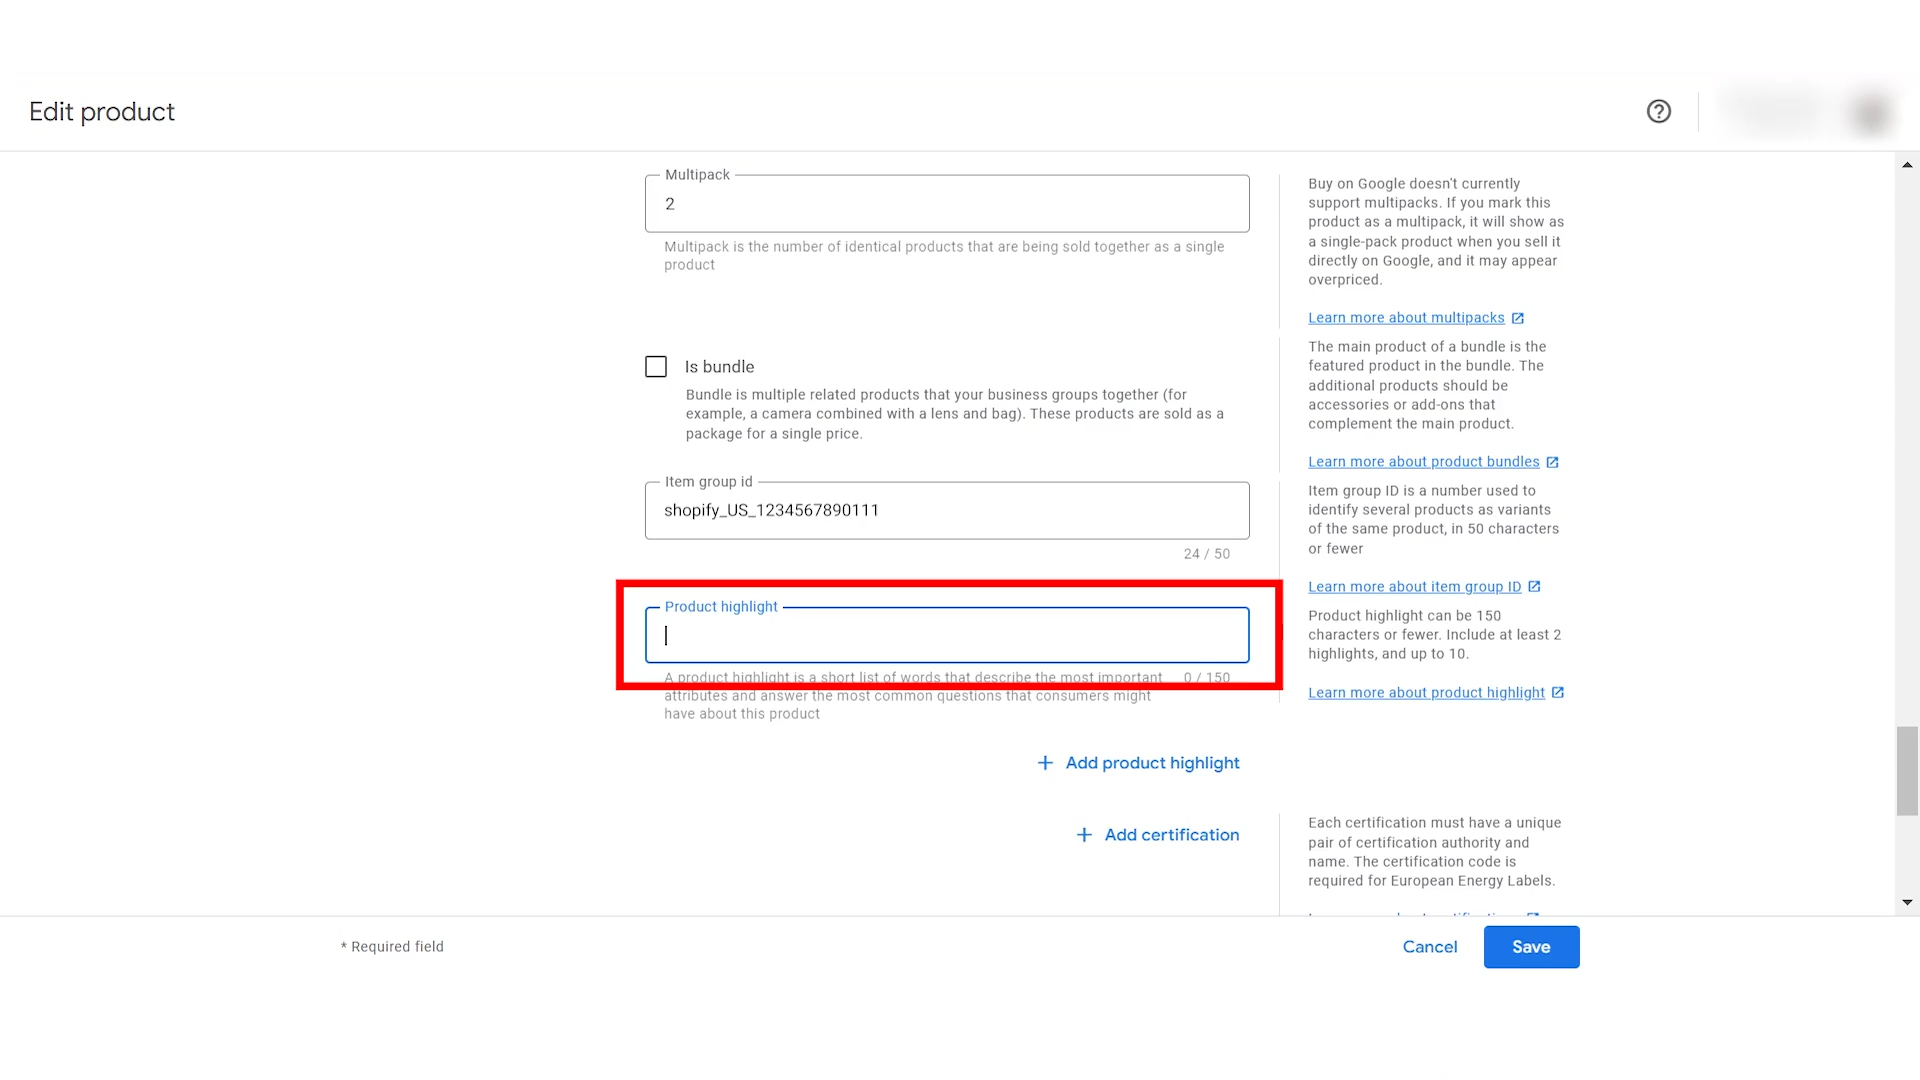 Edit product
Multipack
2
Multipack is the number of identical products that are being sold together as a single
product
Buy on Google doesn't currently
support multipacks. If you mark this
product as a multipack, it will show as
a single-pack product when you sell it
directly on Google, and it may appear
overpriced.
Learn more about multipacks
Is bundle
Bundle is multiple related products that your business groups together (for
example, a camera combined with a lens and bag). These products are sold as a
package for a single price.
The main product of a bundle is the
featured product in the bundle. The
additional products should be
accessories or add-ons that
complement the main product.
Learn more about product bundles
Item group id
shopify_US_1234567890111
24 / 50
Item group ID is a number used to
identify several products as variants
of the same product, in 50 characters
or fewer
Learn more about item group ID
Product highlight
A product highlight is a short list of words that describe the most important
0 / 150
attributes and answer the most common questions that consumers might
have about this product
Product highlight can be 150
characters or fewer. Include at least 2
highlights, and up to 10.
Learn more about product highlight
Add product highlight
Add certification
Each certification must have a unique
pair of certification authority and
name. The certification code is
required for European Energy Labels.
* Required field
Cancel
Save